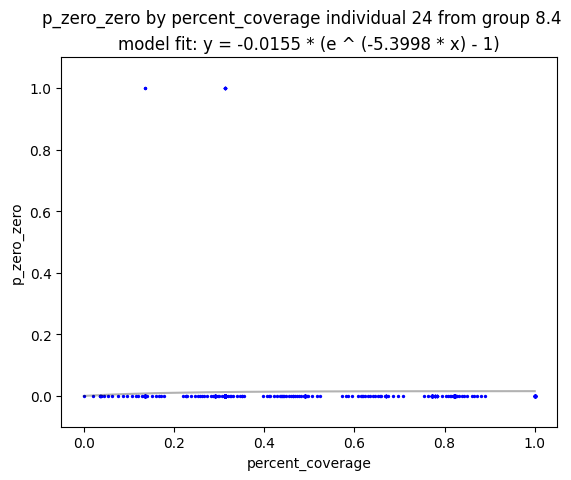 p_zero_zero by percent_coverage individual 24 from group 8.4
model fit: y = -0.0155 * (e ^ (-5.3998 * x) - 1)
1.0
0.8
0.6
0.4
0.2
0.0
p_zero_zero
0.0 0.2 0.4 0.6 0.8 1.0
percent_coverage